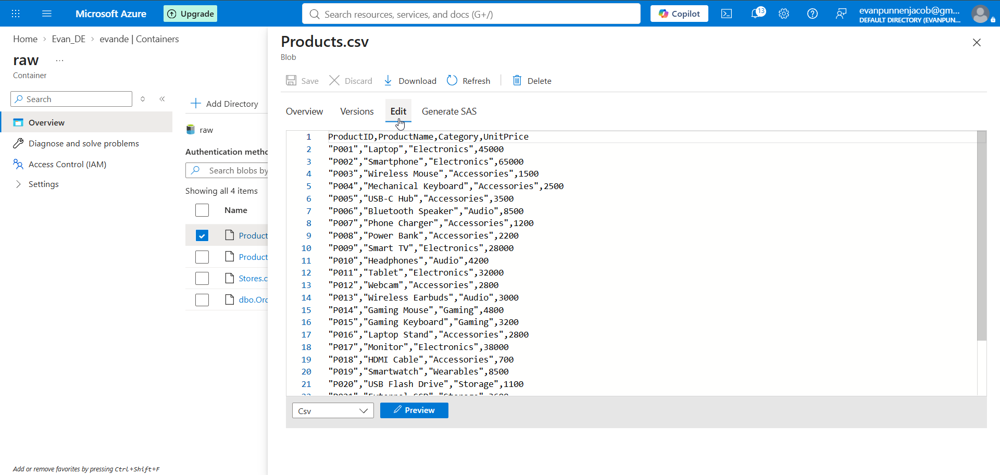 Microsoft Azure
Upgrade
Search resources, services, and docs (G+/)
Copilot
13
evanpunnenjacob@gm...
DEFAULT DIRECTORY (EVANPUN...
Home > Evan_DE > evande | Containers
raw ...
Container
Search
Overview
Diagnose and solve problems
Access Control (IAM)
Settings
Add or remove favorites by pressing Ctrl+Shift+F
Add Directory
raw
Authentication metho
Search blobs by
Showing all 4 items
Name
Product
Product
Stores.c
dbo.Ord
Products.csv
Blob
Save
Discard
Download
Refresh
Delete
Overview
Versions
Edit
Generate SAS
1 ProductID,ProductName,Category,UnitPrice
2 "P001","Laptop","Electronics",45000
3 "P002","Smartphone","Electronics",65000
4 "P003","Wireless Mouse","Accessories",1500
5 "P004","Mechanical Keyboard","Accessories",2500
6 "P005","USB-C Hub","Accessories",3500
7 "P006","Bluetooth Speaker","Audio",8500
8 "P007","Phone Charger","Accessories",1200
9 "P008","Power Bank","Accessories",2200
10 "P009","Smart TV","Electronics",28000
11 "P010","Headphones","Audio",4200
12 "P011","Tablet","Electronics",32000
13 "P012","Webcam","Accessories",2800
14 "P013","Wireless Earbuds","Audio",3000
15 "P014","Gaming Mouse","Gaming",4800
16 "P015","Gaming Keyboard","Gaming",3200
17 "P016","Laptop Stand","Accessories",2800
18 "P017","Monitor","Electronics",38000
19 "P018","HDMI Cable","Accessories",700
20 "P019","Smartwatch","Wearables",8500
21 "P020","USB Flash Drive","Storage",1100
Csv
Preview